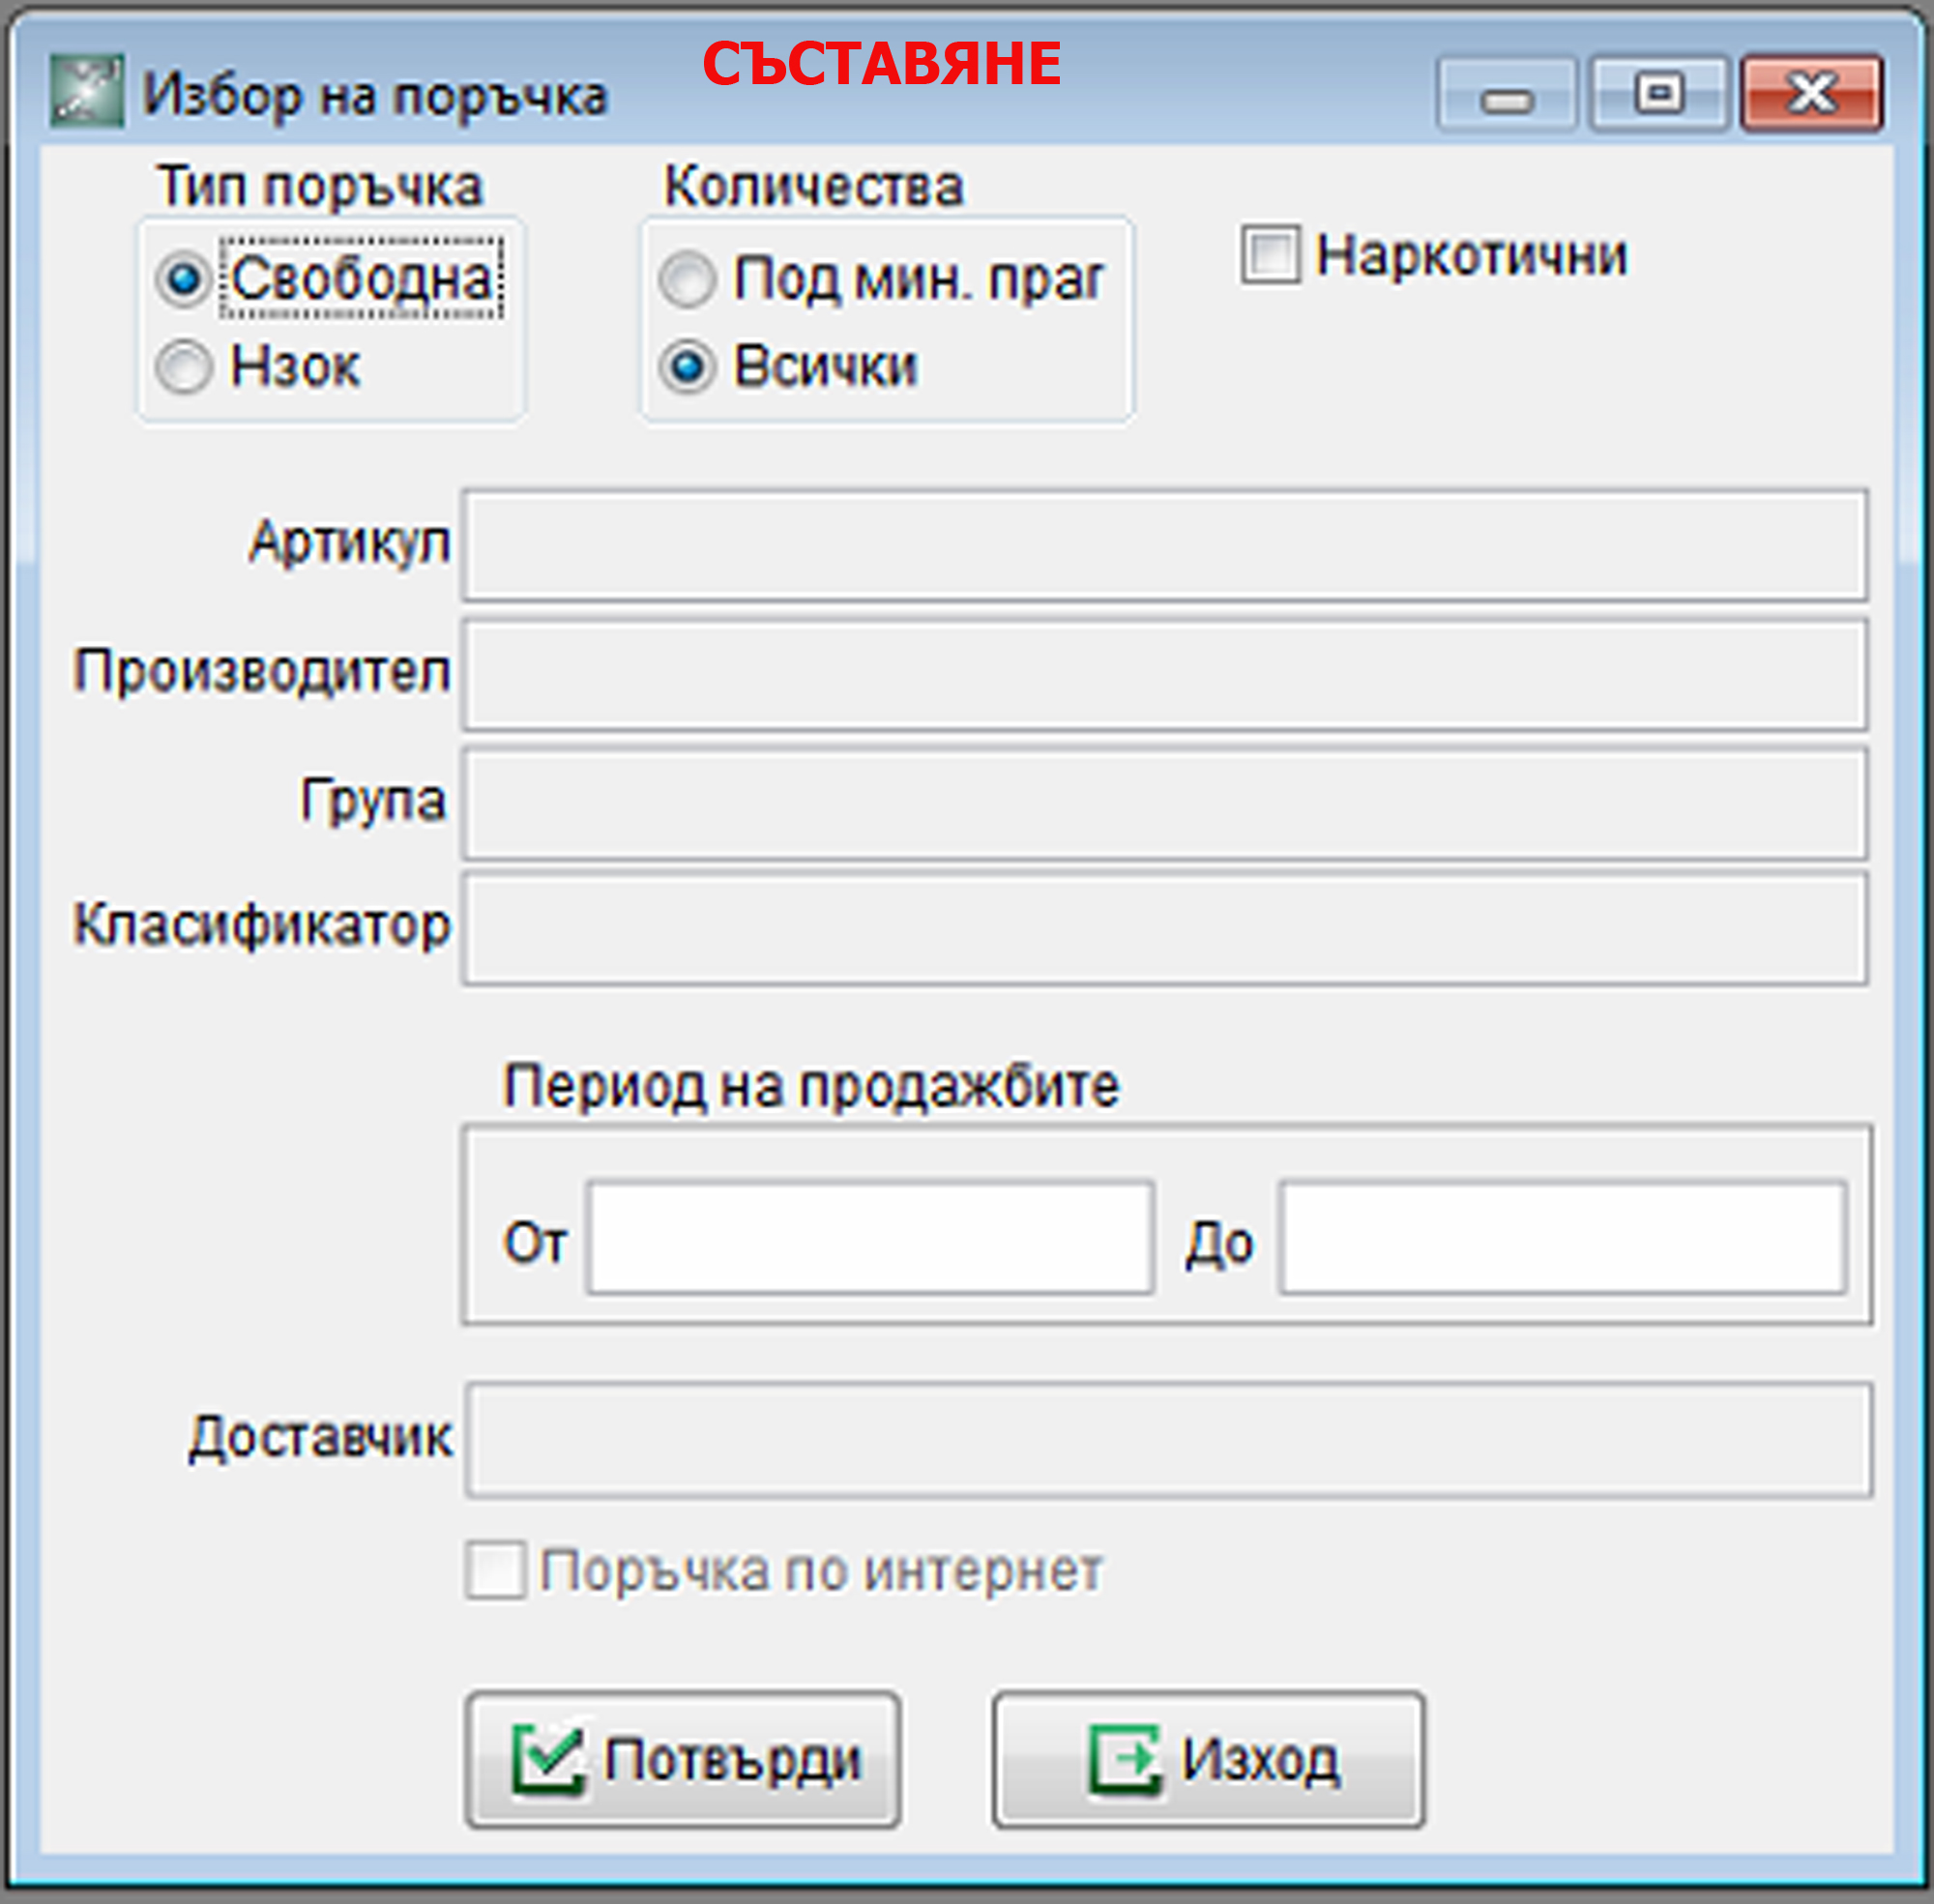 СЪСТАВЯНЕ
Избор на поръчка
Тип поръчка
Количества
Свободна
Под мин. праг
Наркотични
Нзок
Всички
Артикул
Производител
Група
Класификатор
Период на продажбите
От
До
Доставчик
Поръчка по интернет
Потвърди
Изход